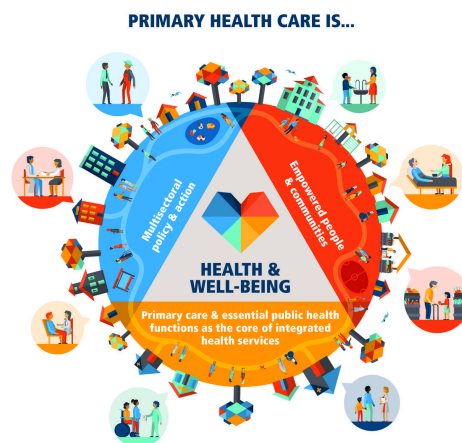 PRIMARY HEALTH CARE IS...
Multisectoral
policy & action
Empowered people
& communities
HEALTH &
WELL-BEING
Primary care & essential public health
functions as the core of integrated
health services